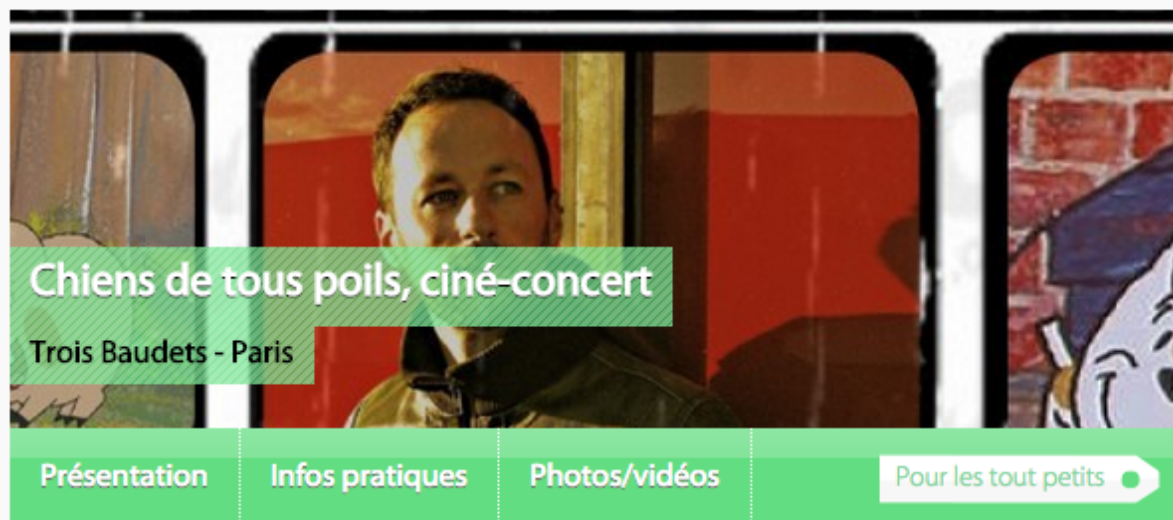 Chiens de tous poils, ciné-concert
Trois Baudets - Paris
Présentation
Infos pratiques
Photos/vidéos
Pour les tout petits